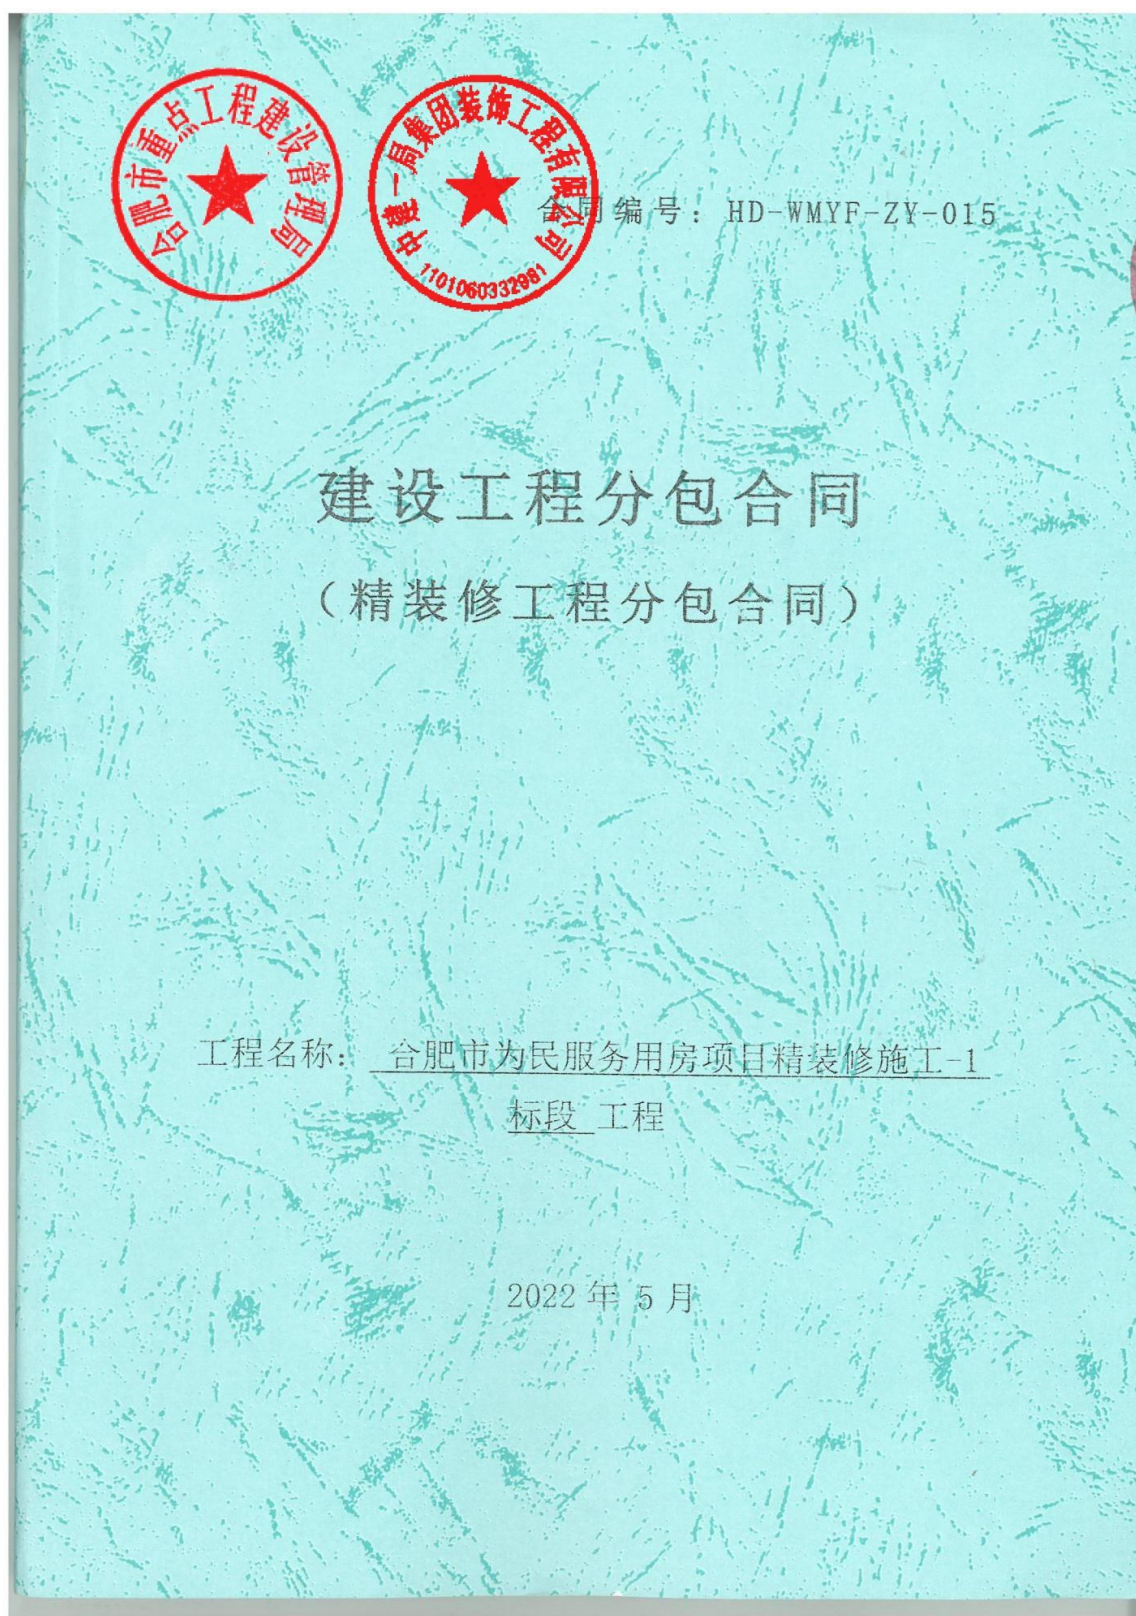 合肥市重点工程建设管理局
中建一局集团装饰工程有限公司
1101060332981
合同编号：HD-WMYF-ZY-015
建设工程分包合同
（精装修工程分包合同）
工程名称： 合肥市为民服务用房项目精装修施工-1
标段 工程
2022年 5 月